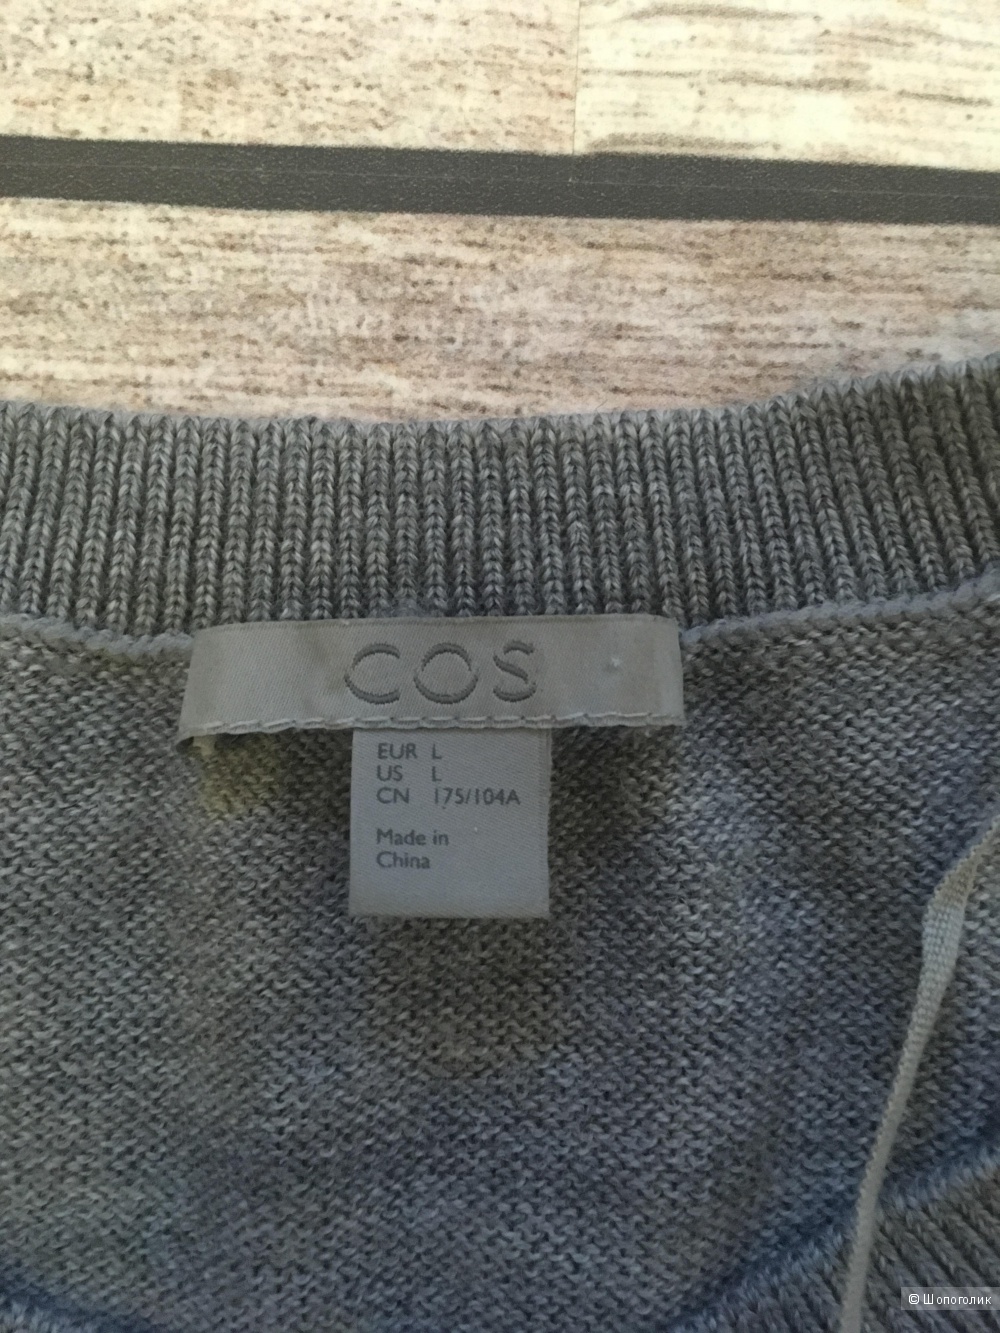 COS
EUR L
US L
CN 175/104A
Made in
China
© Шопоголик